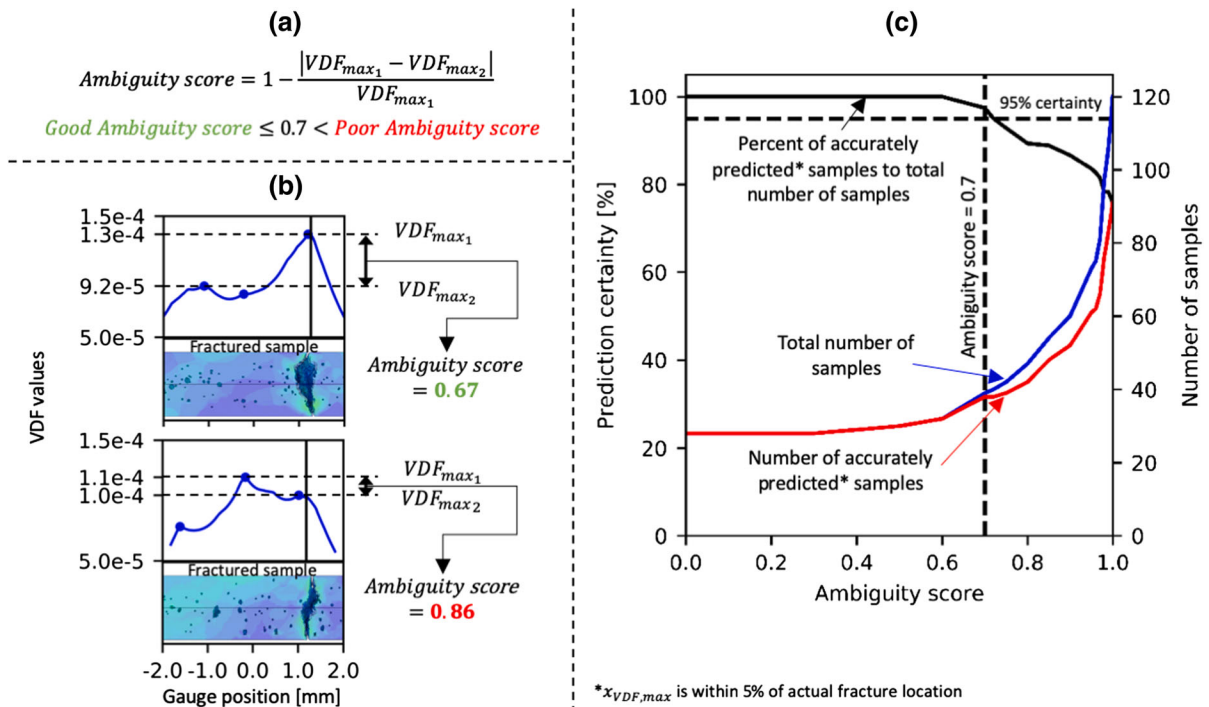 (a)
Ambiguity score = 1 − |VDF_max₁ − VDF_max₂| / VDF_max₁
Good Ambiguity score ≤ 0.7 < Poor Ambiguity score
(b)
VDF values
1.5e-4
1.3e-4
9.2e-5
5.0e-5
VDF_max₁
VDF_max₂
Fractured sample
Ambiguity score
= 0.67
1.5e-4
1.1e-4
1.0e-4
5.0e-5
VDF_max₁
VDF_max₂
Fractured sample
Ambiguity score
= 0.86
-2.0 -1.0 0.0 1.0 2.0
Gauge position [mm]
(c)
Prediction certainty [%]
100
80
60
40
20
0
95% certainty
Percent of accurately
predicted* samples to total
number of samples
Ambiguity score = 0.7
Total number of
samples
Number of accurately
predicted* samples
120
100
80
60
40
20
0
Number of samples
0.0 0.2 0.4 0.6 0.8 1.0
Ambiguity score
*x_VDF,max is within 5% of actual fracture location